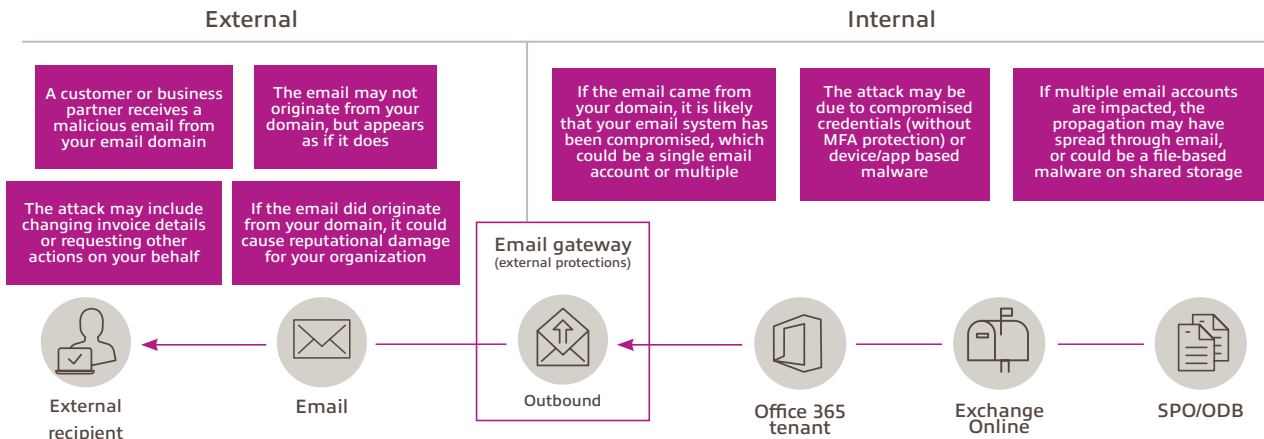 External
Internal
A customer or business
partner receives a
malicious email from
your email domain
The email may not
originate from your
domain, but appears
as if it does
If the email came from
your domain, it is likely
that your email system has
been compromised, which
could be a single email
account or multiple
The attack may be
due to compromised
credentials (without
MFA protection) or
device/app based
malware
If multiple email accounts
are impacted, the
propagation may have
spread through email,
or could be a file-based
malware on shared storage
The attack may include
changing invoice details
or requesting other
actions on your behalf
If the email did originate
from your domain, it could
cause reputational damage
for your organization
Email gateway
(external protections)
External
recipient
Email
Outbound
Office 365
tenant
Exchange
Online
SPO/ODB